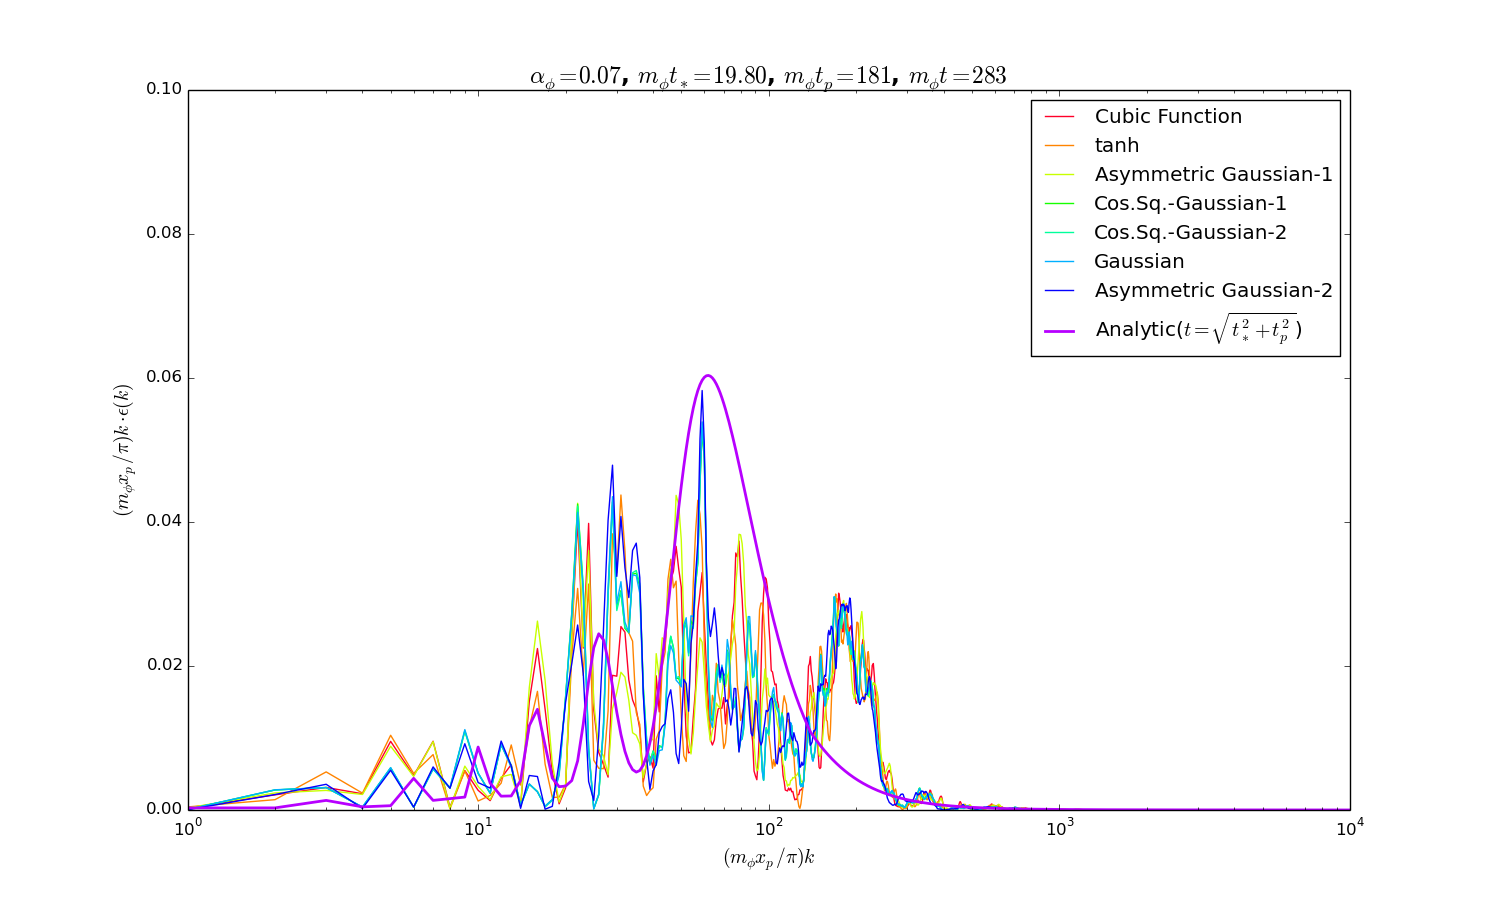 α_ϕ=0.07, m_ϕt_*=19.80, m_ϕt_p=181, m_ϕt=283
0.10
0.08
0.06
0.04
0.02
0.00
(m_ϕx_p/π)k·ϵ(k)
Cubic Function
tanh
Asymmetric Gaussian-1
Cos.Sq.-Gaussian-1
Cos.Sq.-Gaussian-2
Gaussian
Asymmetric Gaussian-2
Analytic(t=√(t_*^2+t_p^2))
10^0 10^1 10^2 10^3 10^4
(m_ϕx_p/π)k